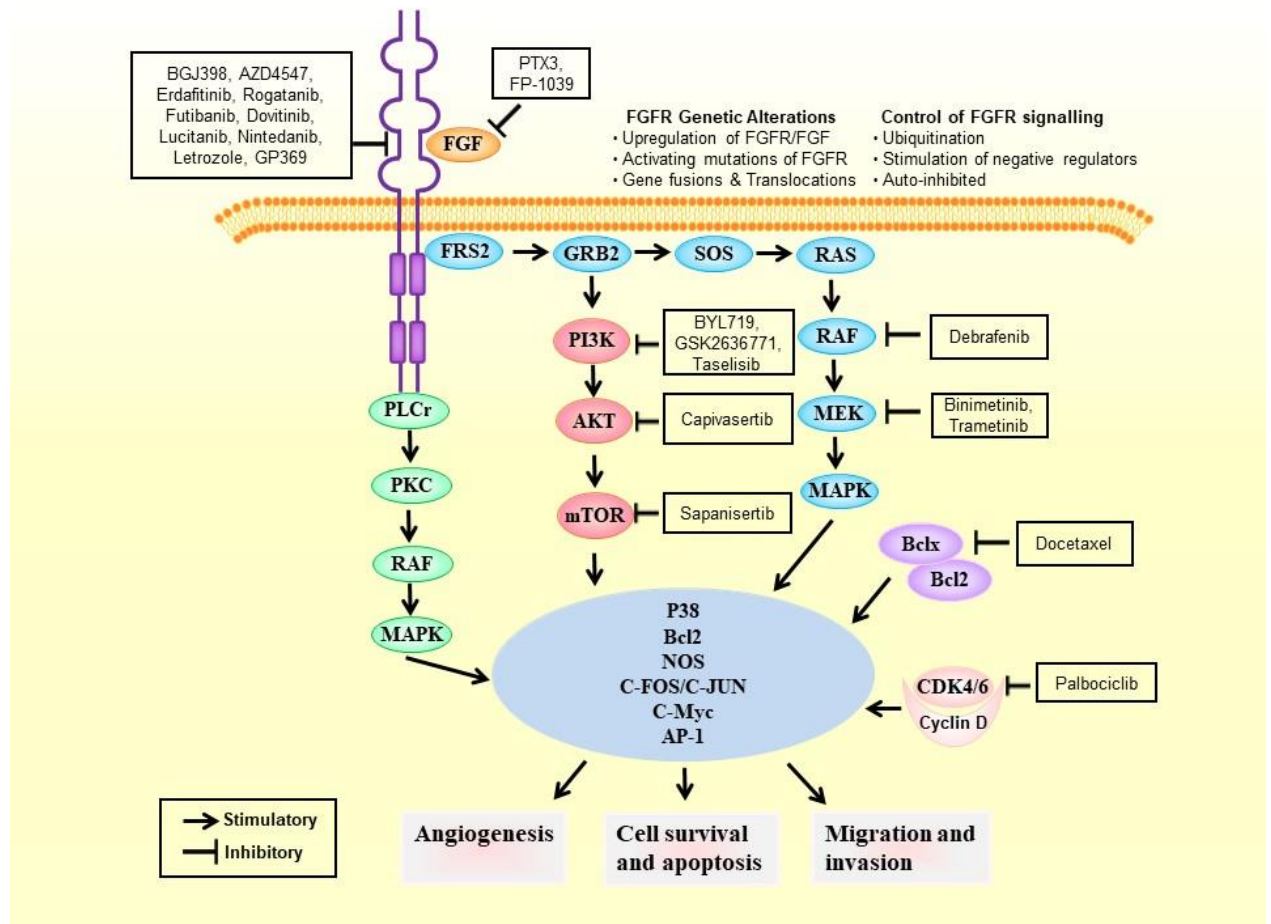 BGJ398, AZD4547,
Erdafitinib, Rogatanib,
Futibanib, Dovitinib,
Lucitanib, Nintedanib,
Letrozole, GP369
PTX3,
FP-1039
FGF
FGFR Genetic Alterations
• Upregulation of FGFR/FGF
• Activating mutations of FGFR
• Gene fusions & Translocations
Control of FGFR signalling
• Ubiquitination
• Stimulation of negative regulators
• Auto-inhibited
FRS2
GRB2
SOS
RAS
PI3K
BYL719,
GSK2636771,
Taselisib
RAF
Debrafenib
PLCr
AKT
Capivasertib
MEK
Binimetinib,
Trametinib
PKC
mTOR
Sapanisertib
MAPK
RAF
Bclx
Bcl2
Docetaxel
MAPK
P38
Bcl2
NOS
C-FOS/C-JUN
C-Myc
AP-1
CDK4/6
Cyclin D
Palbociclib
Stimulatory
Inhibitory
Angiogenesis
Cell survival
and apoptosis
Migration and
invasion